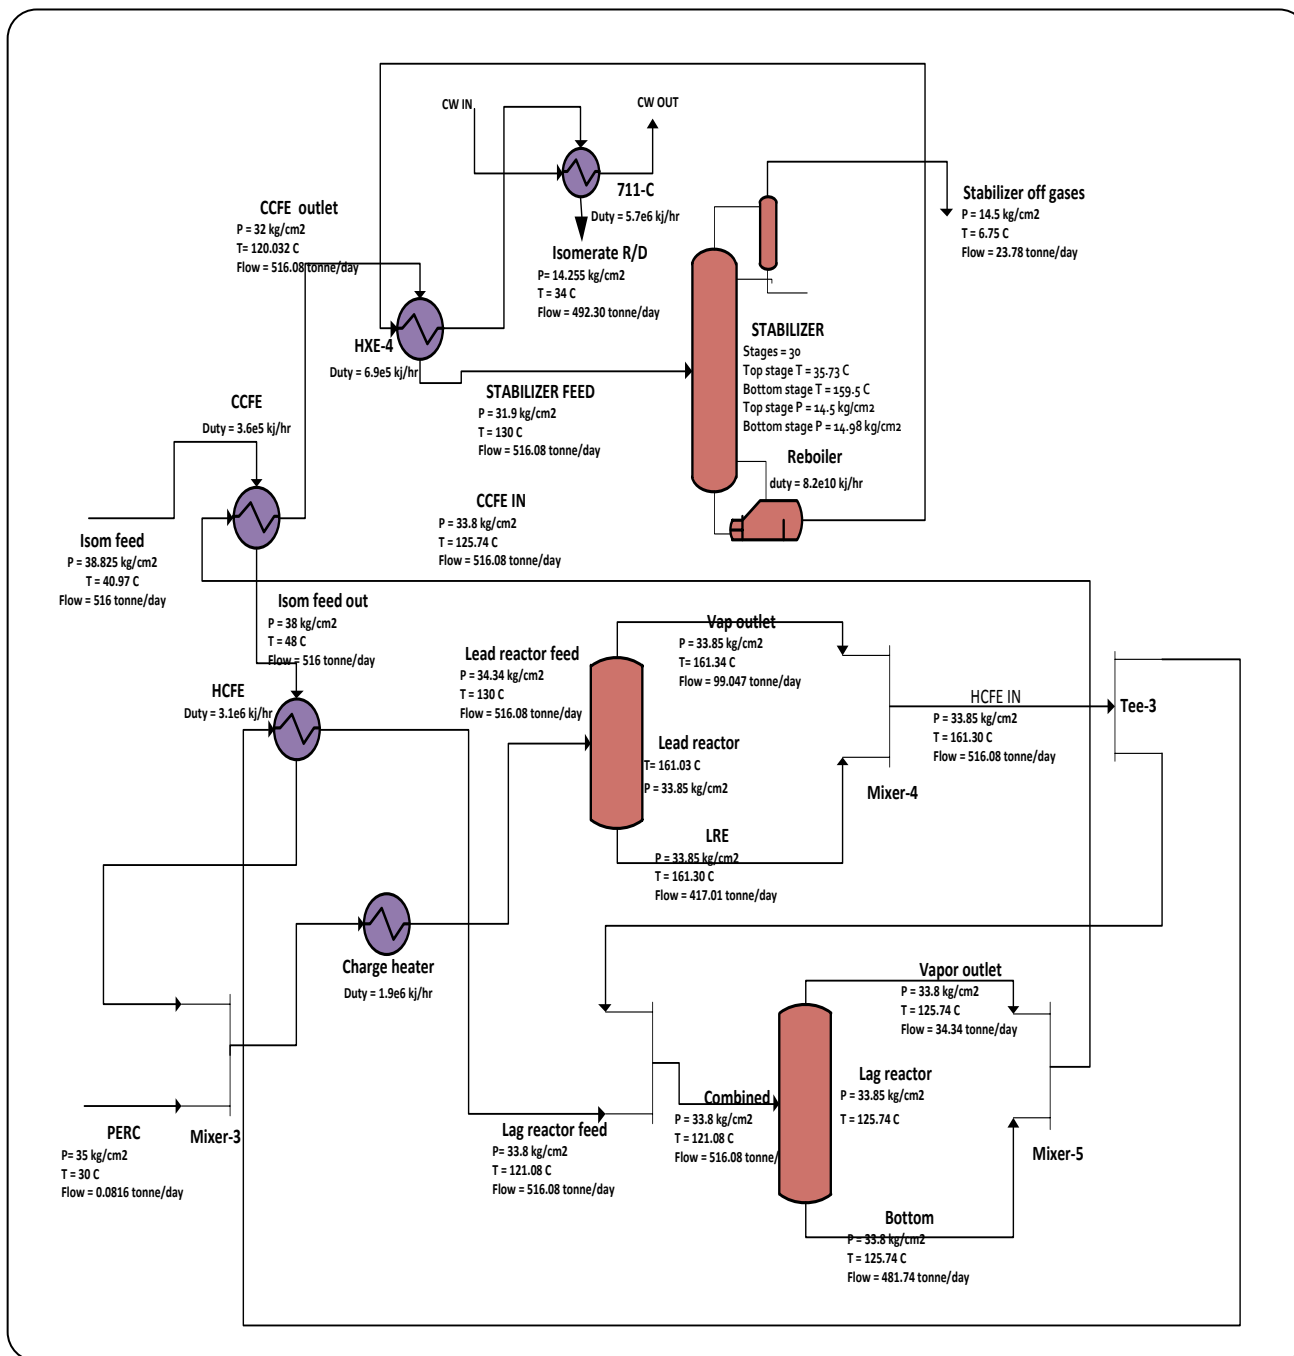 CW IN
CW OUT
711-C
Duty = 5.7e6 kj/hr
Stabilizer off gases
P = 14.5 kg/cm2
T = 6.75 C
Flow = 23.78 tonne/day
CCFE outlet
P = 32 kg/cm2
T= 120.032 C
Flow = 516.08 tonne/day
Isomerate R/D
P= 14.255 kg/cm2
T = 34 C
Flow = 492.30 tonne/day
HXE-4
Duty = 6.9e5 kj/hr
STABILIZER
Stages = 30
Top stage T = 35.73 C
Bottom stage T = 159.5 C
Top stage P = 14.5 kg/cm2
Bottom stage P = 14.98 kg/cm2
STABILIZER FEED
P = 31.9 kg/cm2
T = 130 C
Flow = 516.08 tonne/day
CCFE
Duty = 3.6e5 kj/hr
Reboiler
duty = 8.2e10 kj/hr
CCFE IN
P = 33.8 kg/cm2
T = 125.74 C
Flow = 516.08 tonne/day
Isom feed
P = 38.825 kg/cm2
T = 40.97 C
Flow = 516 tonne/day
Isom feed out
P = 38 kg/cm2
T = 48 C
Flow = 516 tonne/day
Vap outlet
P = 33.85 kg/cm2
T= 161.34 C
Flow = 99.047 tonne/day
Lead reactor feed
P = 34.34 kg/cm2
T = 130 C
Flow = 516.08 tonne/day
HCFE
Duty = 3.1e6 kj/hr
HCFE IN
P = 33.85 kg/cm2
T = 161.30 C
Flow = 516.08 tonne/day
Tee-3
Lead reactor
T= 161.03 C
P = 33.85 kg/cm2
Mixer-4
LRE
P = 33.85 kg/cm2
T = 161.30 C
Flow = 417.01 tonne/day
Charge heater
Duty = 1.9e6 kj/hr
Vapor outlet
P = 33.8 kg/cm2
T = 125.74 C
Flow = 34.34 tonne/day
Lag reactor
P = 33.85 kg/cm2
T = 125.74 C
Combined
P = 33.8 kg/cm2
T = 121.08 C
Flow = 516.08 tonne/
PERC
P= 35 kg/cm2
T = 30 C
Flow = 0.0816 tonne/day
Mixer-3
Lag reactor feed
P= 33.8 kg/cm2
T = 121.08 C
Flow = 516.08 tonne/day
Mixer-5
Bottom
P = 33.8 kg/cm2
T = 125.74 C
Flow = 481.74 tonne/day